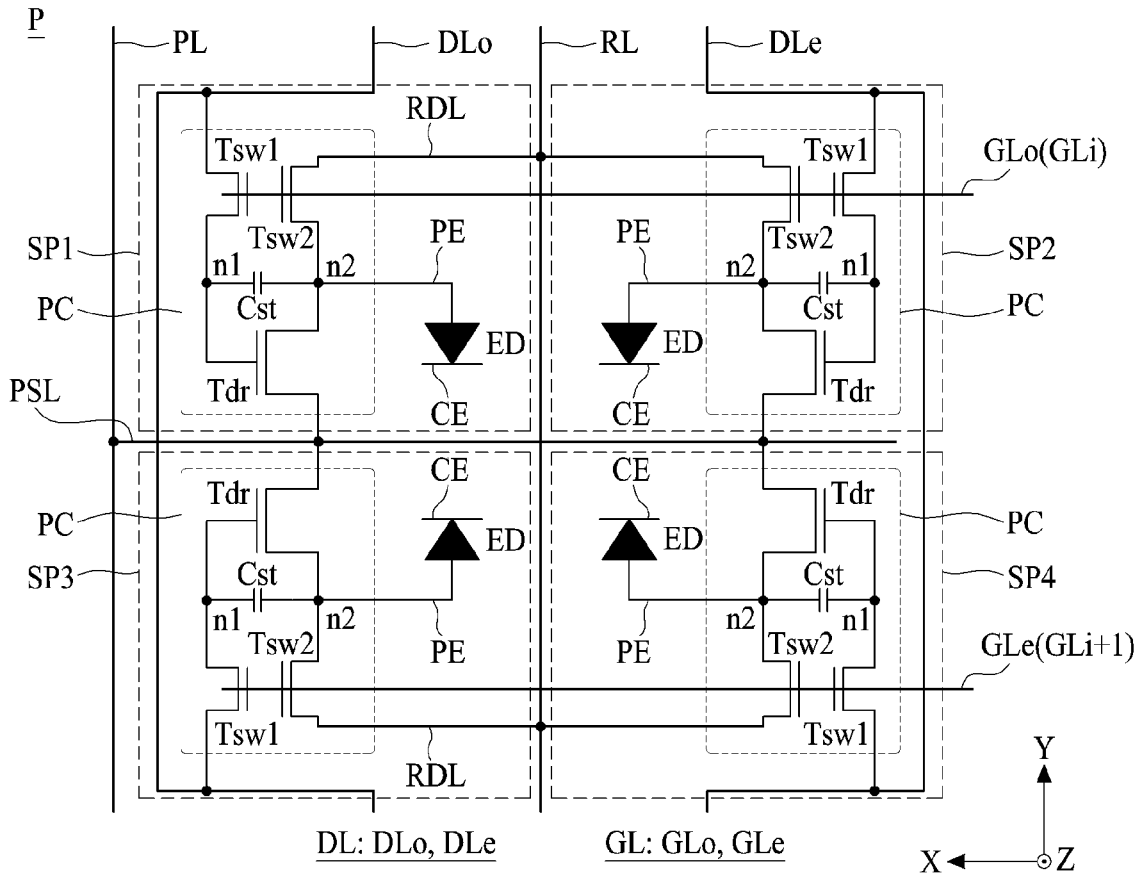 P
PL
DLo
RL
DLe
RDL
Tsw1
Tsw1
GLo(GLi)
Tsw2
PE
PE
Tsw2
SP1
n1
n2
n2
n1
SP2
PC
Cst
Cst
PC
ED
ED
Tdr
Tdr
PSL
CE
CE
CE
CE
Tdr
Tdr
PC
ED
ED
PC
SP3
Cst
Cst
SP4
n1
n2
n2
n1
Tsw2
PE
PE
Tsw2
GLe(GLi+1)
Tsw1
Tsw1
RDL
Y
DL: DLo, DLe
GL: GLo, GLe
X
Z